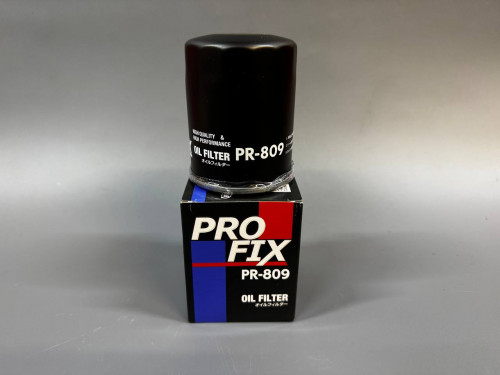 HIGH QUALITY &
HIGH PERFORMANCE
OIL FILTER PR-809
オイルフィルター
PRO
FIX
PR-809
OIL FILTER
オイルフィルター